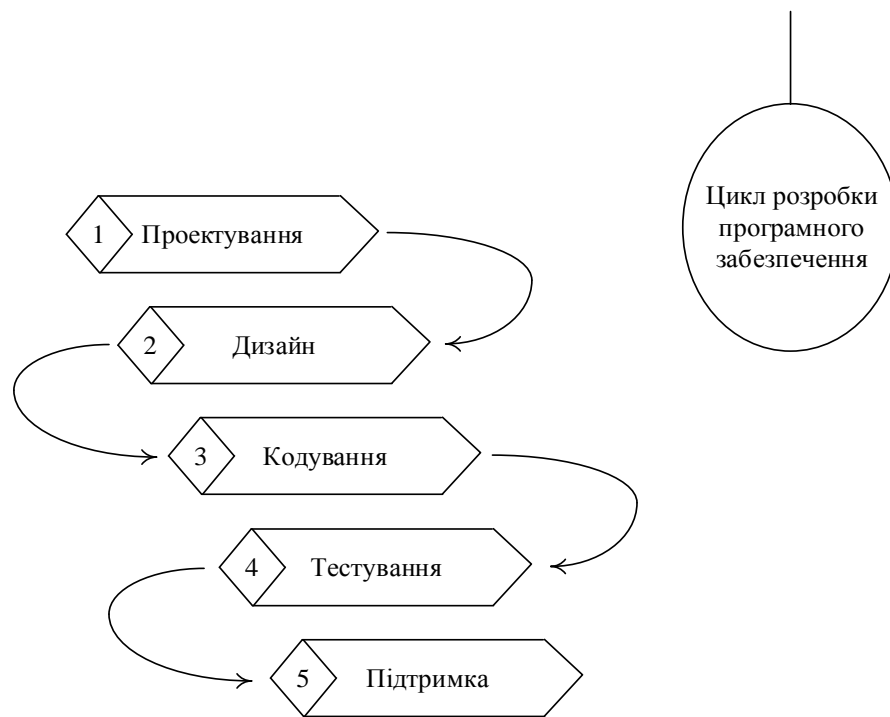 Цикл розробки
програмного
забезпечення
1 Проектування
2 Дизайн
3 Кодування
4 Тестування
5 Підтримка